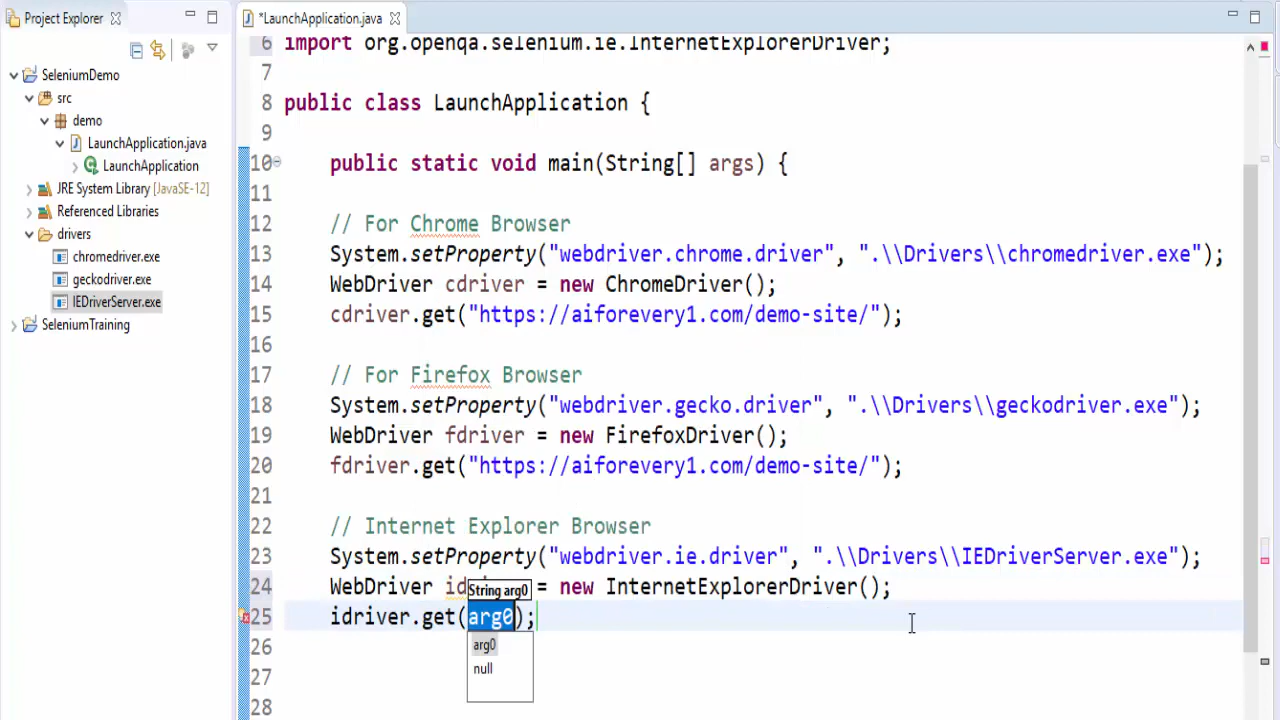 Project Explorer
*LaunchApplication.java
SeleniumDemo
src
demo
LaunchApplication.java
LaunchApplication
JRE System Library [JavaSE-12]
Referenced Libraries
drivers
chromedriver.exe
geckodriver.exe
IEDriverServer.exe
SeleniumTraining
6 import org.openqa.selenium.ie.InternetExplorerDriver;
7
8 public class LaunchApplication {
9
10 public static void main(String[] args) {
11
12 // For Chrome Browser
13 System.setProperty("webdriver.chrome.driver", ".\\Drivers\\chromedriver.exe");
14 WebDriver cdriver = new ChromeDriver();
15 cdriver.get("https://aiforevery1.com/demo-site/");
16
17 // For Firefox Browser
18 System.setProperty("webdriver.gecko.driver", ".\\Drivers\\geckodriver.exe");
19 WebDriver fdriver = new FirefoxDriver();
20 fdriver.get("https://aiforevery1.com/demo-site/");
21
22 // Internet Explorer Browser
23 System.setProperty("webdriver.ie.driver", ".\\Drivers\\IEDriverServer.exe");
24 WebDriver = new InternetExplorerDriver();
String arg0
25 idriver.get(arg0);
arg0
null
26
27
28